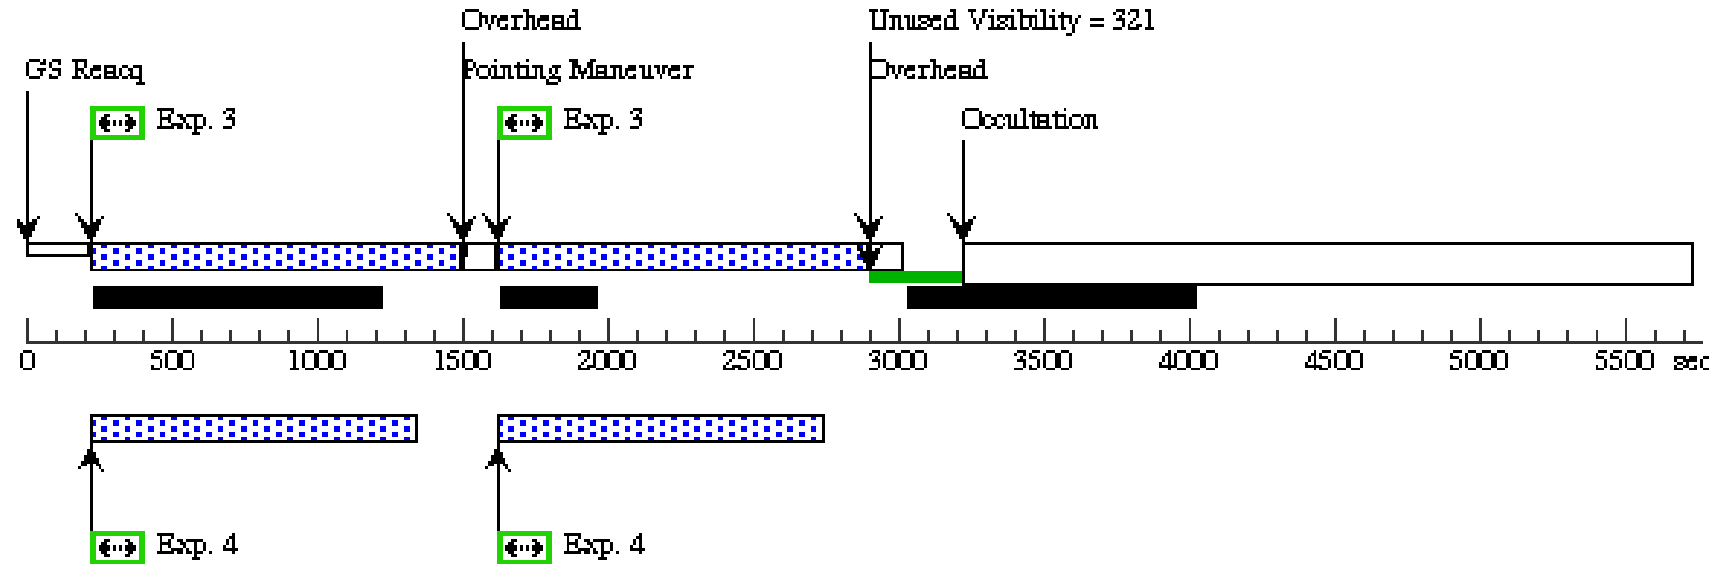 Overhead
Unused Visibility = 321
GS Reacq
Pointing Maneuver
Overhead
Exp. 3
Exp. 3
Occultation
0 500 1000 1500 2000 2500 3000 3500 4000 4500 5000 5500 sec
Exp. 4
Exp. 4